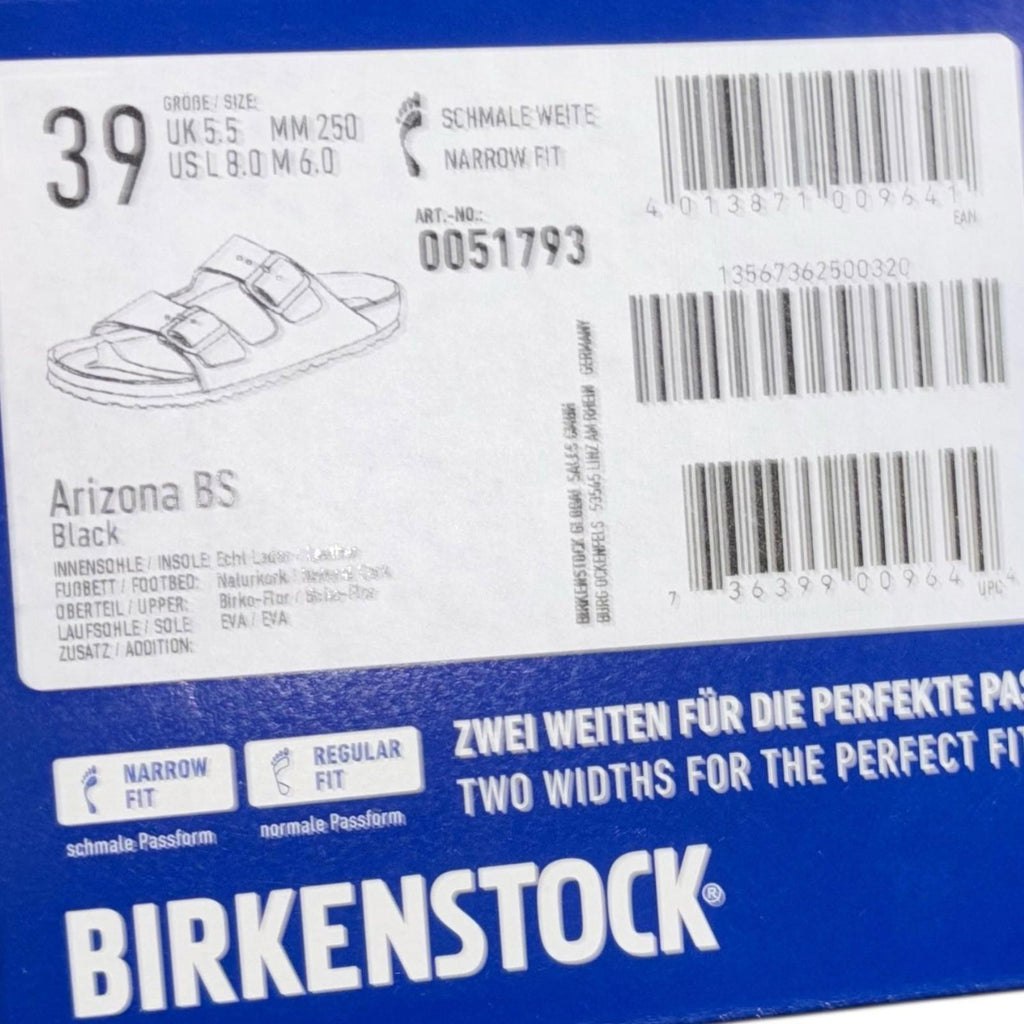 39
GRÖßE / SIZE:
UK 5.5 MM 250
US L 8.0 M 6.0
SCHMALE WEITE
NARROW FIT
ART.-NO.:
0051793
4 013871 009641
EAN
13567362500320
7 36399 00964 4
UPC
BIRKENSTOCK GLOBAL SALES GMBH
BURG OCKENFELS 53545 LINZ AM RHEIN GERMANY
Arizona BS
Black
INNENSOHLE / INSOLE: Echt Leder /
FUßBETT / FOOTBED: Naturkork /
OBERTEIL / UPPER: Birko-Flor / Birko-Flor
LAUFSOHLE / SOLE EVA / EVA
ZUSATZ / ADDITION:
NARROW FIT
schmale Passform
REGULAR FIT
normale Passform
ZWEI WEITEN FÜR DIE PERFEKTE PAS
TWO WIDTHS FOR THE PERFECT FIT
BIRKENSTOCK®